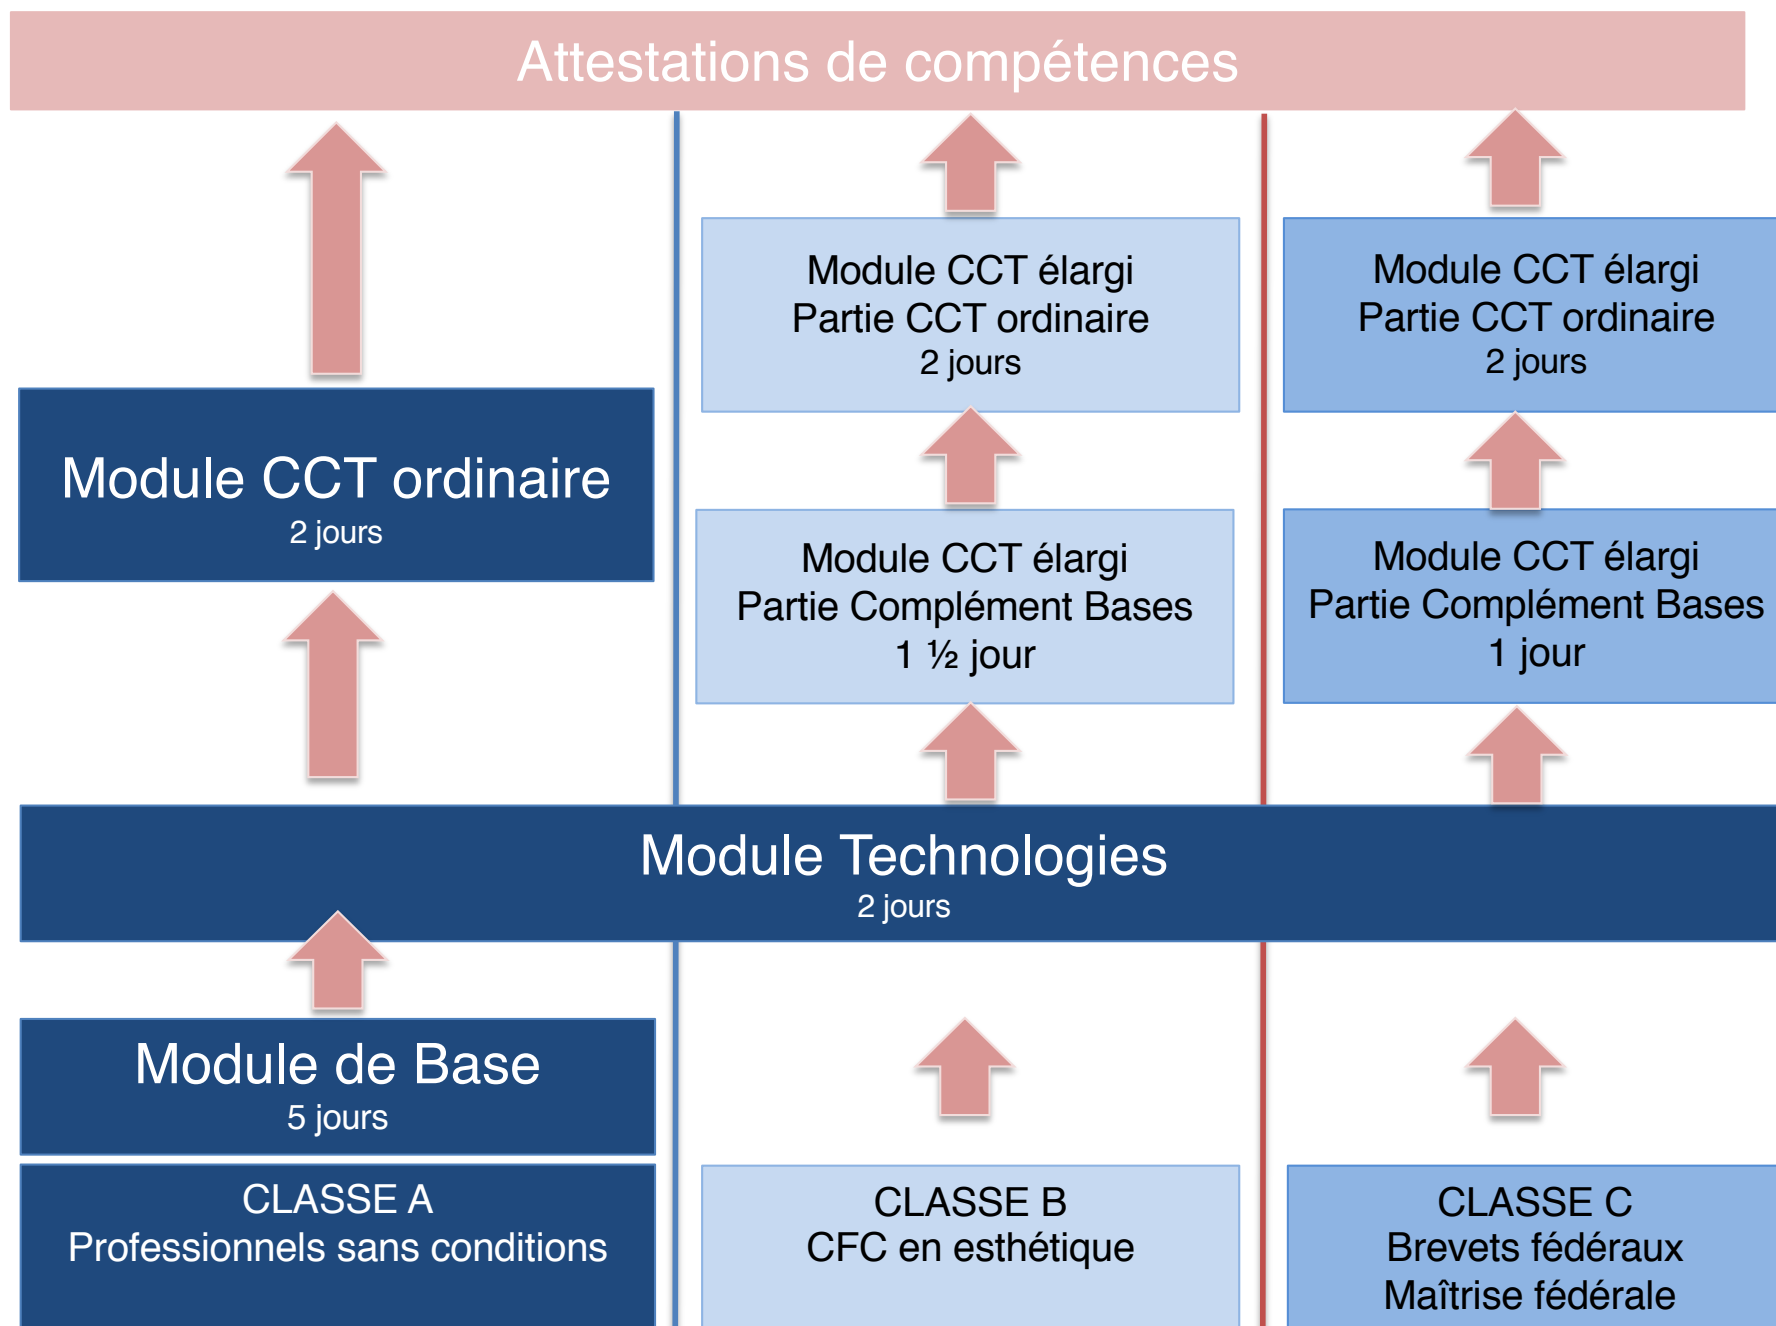 Attestations de compétences
Module CCT élargi
Partie CCT ordinaire
2 jours
Module CCT élargi
Partie CCT ordinaire
2 jours
Module CCT ordinaire
2 jours
Module CCT élargi
Partie Complément Bases
1 ½ jour
Module CCT élargi
Partie Complément Bases
1 jour
Module Technologies
2 jours
Module de Base
5 jours
CLASSE A
Professionnels sans conditions
CLASSE B
CFC en esthétique
CLASSE C
Brevets fédéraux
Maîtrise fédérale